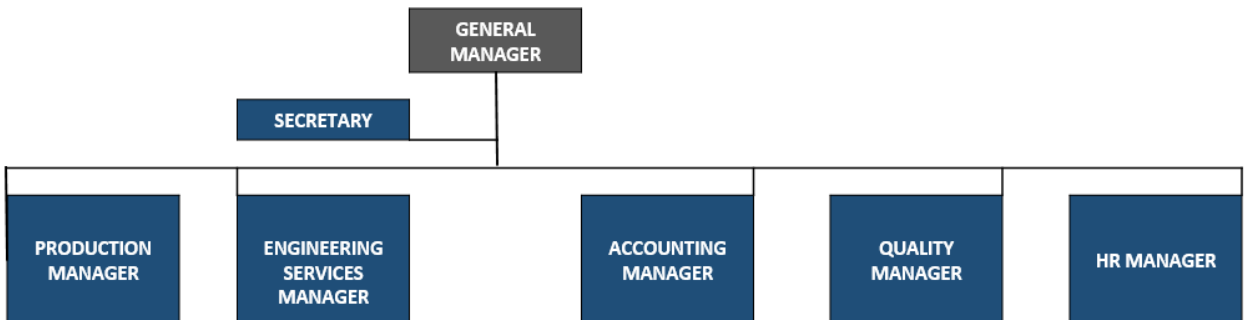 GENERAL
MANAGER
SECRETARY
PRODUCTION
MANAGER
ENGINEERING
SERVICES
MANAGER
ACCOUNTING
MANAGER
QUALITY
MANAGER
HR MANAGER